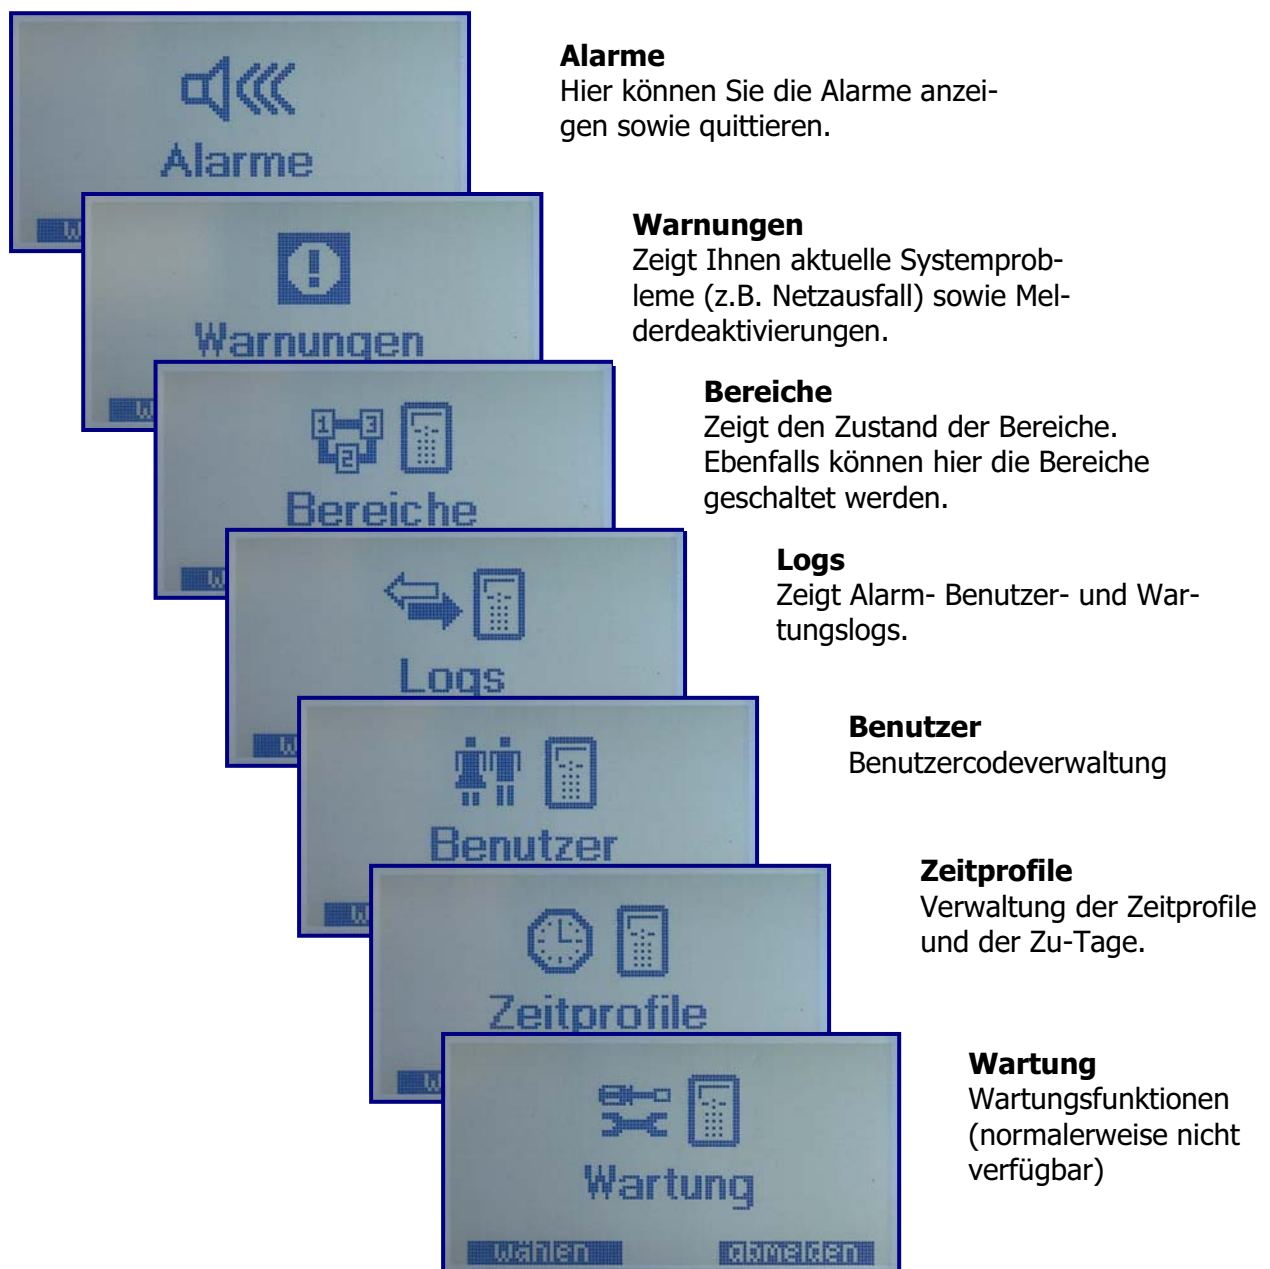 Alarme
Alarme
Hier können Sie die Alarme anzei-
gen sowie quittieren.
Warnungen
Warnungen
Zeigt Ihnen aktuelle Systemprob-
leme (z.B. Netzausfall) sowie Mel-
derdeaktivierungen.
1 3
2
Bereiche
Bereiche
Zeigt den Zustand der Bereiche.
Ebenfalls können hier die Bereiche
geschaltet werden.
Logs
Logs
Zeigt Alarm- Benutzer- und War-
tungslogs.
Benutzer
Benutzer
Benutzercodeverwaltung
Zeitprofile
Zeitprofile
Verwaltung der Zeitprofile
und der Zu-Tage.
Wartung
Wartung
Wartungsfunktionen
(normalerweise nicht
verfügbar)
wählen abmelden